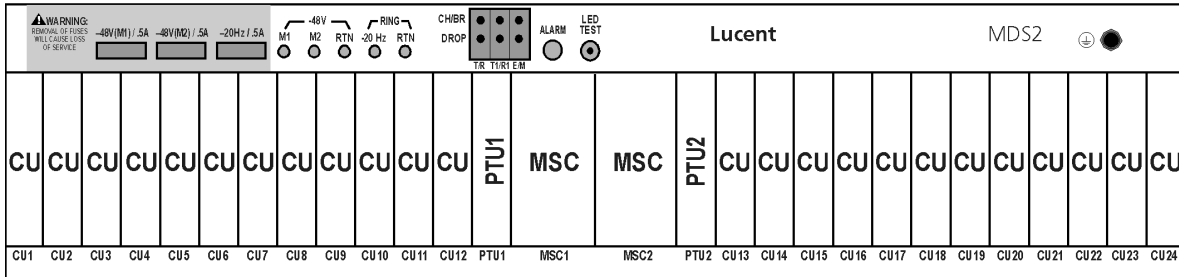 WARNING:
REMOVAL OF FUSES
WILL CAUSE LOSS
OF SERVICE
–48V(M1) / .5A –48V(M2) / .5A –20Hz / .5A
-48V
M1 M2 RTN
RING
-20 Hz RTN
CH/BR
DROP
T/R T1/R1 E/M
ALARM
LED
TEST
Lucent
MDS2
CU CU CU CU CU CU CU CU CU CU CU CU PTU1 MSC MSC PTU2 CU CU CU CU CU CU CU CU CU CU CU CU
CU1 CU2 CU3 CU4 CU5 CU6 CU7 CU8 CU9 CU10 CU11 CU12 PTU1 MSC1 MSC2 PTU2 CU13 CU14 CU15 CU16 CU17 CU18 CU19 CU20 CU21 CU22 CU23 CU24